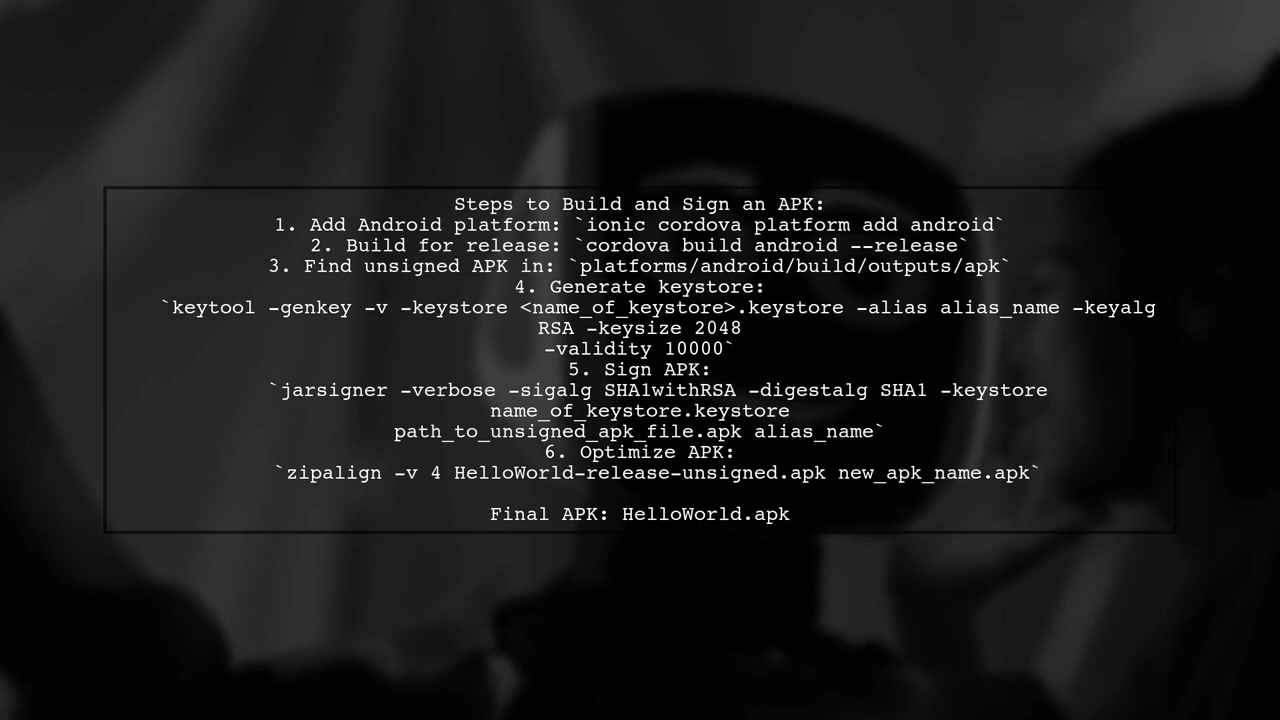 Steps to Build and Sign an APK:
1. Add Android platform: `ionic cordova platform add android`
2. Build for release: `cordova build android --release`
3. Find unsigned APK in: `platforms/android/build/outputs/apk`
4. Generate keystore:
`keytool -genkey -v -keystore <name_of_keystore>.keystore -alias alias_name -keyalg
RSA -keysize 2048
-validity 10000`
5. Sign APK:
`jarsigner -verbose -sigalg SHA1withRSA -digestalg SHA1 -keystore
name_of_keystore.keystore
path_to_unsigned_apk_file.apk alias_name`
6. Optimize APK:
`zipalign -v 4 HelloWorld-release-unsigned.apk new_apk_name.apk`
Final APK: HelloWorld.apk